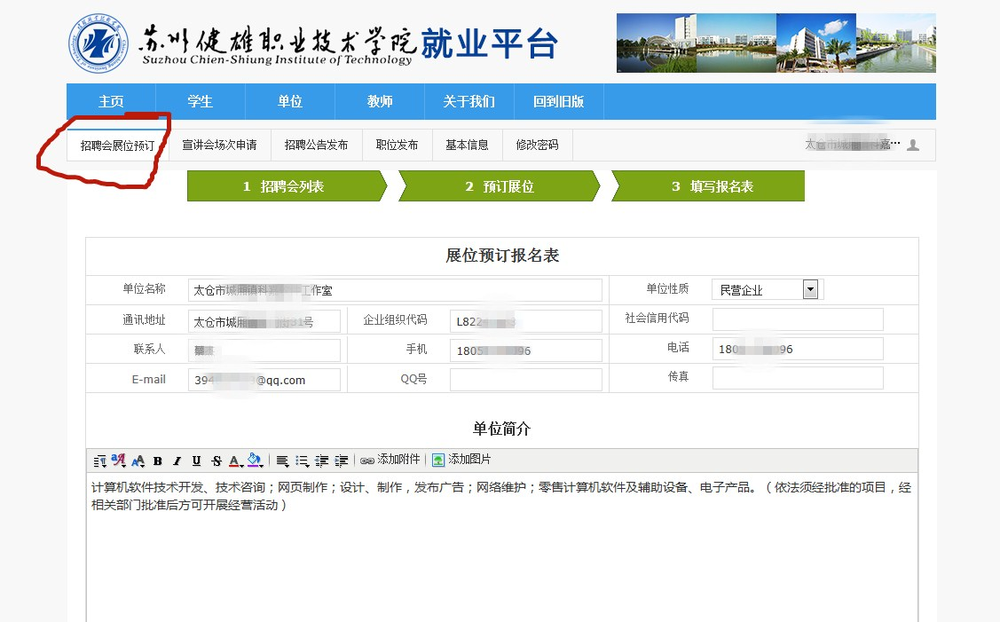 苏州健雄职业技术学院就业平台
Suzhou Chien-Shiung Institute of Technology
主页 学生 单位 教师 关于我们 回到旧版
招聘会展位预订 宣讲会场次申请 招聘公告发布 职位发布 基本信息 修改密码 太仓市城 嘉···
1 招聘会列表 2 预订展位 3 填写报名表
展位预订报名表
单位名称 太仓市城厢镇科 工作室 单位性质 民营企业
通讯地址 太仓市城厢 31号 企业组织代码 L822 社会信用代码
联系人 手机 18051 96 电话 180 96
E-mail 394 @qq.com QQ号 传真
单位简介
B I U S A 添加附件 添加图片
计算机软件技术开发、技术咨询；网页制作；设计、制作，发布广告；网络维护；零售计算机软件及辅助设备、电子产品。（依法须经批准的项目，经
相关部门批准后方可开展经营活动）